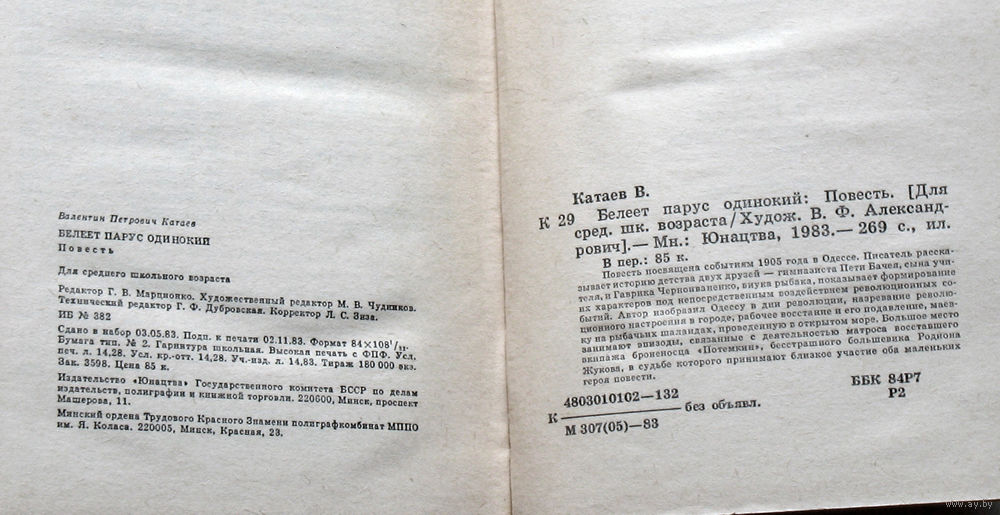 Валентин Петрович Катаев
БЕЛЕЕТ ПАРУС ОДИНОКИЙ
Повесть
Для среднего школьного возраста
Редактор Г. В. Марционко. Художественный редактор М. В. Чудников.
Технический редактор Г. Ф. Дубровская. Корректор Л. С. Зиза.
ИБ № 382
Сдано в набор 03.05.83. Подп. к печати 02.11.83. Формат 84×108¹/₃₂.
Бумага тип. № 2. Гарнитура школьная. Высокая печать с ФПФ. Усл.
печ. л. 14,28. Усл. кр.-отт. 14,28. Уч.-изд. л. 14,83. Тираж 180 000 экз.
Зак. 3598. Цена 85 к.
Издательство «Юнацтва» Государственного комитета БССР по делам
издательств, полиграфии и книжной торговли. 220600, Минск, проспект
Машерова, 11.
Минский ордена Трудового Красного Знамени полиграфкомбинат МППО
им. Я. Коласа. 220005, Минск, Красная, 23.
Катаев В.
К 29 Белеет парус одинокий: Повесть. [Для
сред. шк. возраста/Худож. В. Ф. Александ-
рович].— Мн.: Юнацтва, 1983.— 269 с., ил.
В пер.: 85 к.
Повесть посвящена событиям 1905 года в Одессе. Писатель расска-
зывает историю детства двух друзей — гимназиста Пети Бачея, сына учи-
теля, и Гаврика Черноиваненко, внука рыбака, показывает формирование
их характеров под непосредственным воздействием революционных со-
бытий. Автор изобразил Одессу в дни революции, назревание револю-
ционного настроения в городе, рабочее восстание и его подавление, маев-
ку на рыбачьих шаландах, проведенную в открытом море. Большое место
занимают эпизоды, связанные с деятельностью матроса восставшего
экипажа броненосца «Потемкин», бесстрашного большевика Родиона
Жукова, в судьбе которого принимают близкое участие оба маленьких
героя повести.
4803010102—132
К без объявл.
М 307(05)—83
ББК 84Р7
Р2
www.ay.by